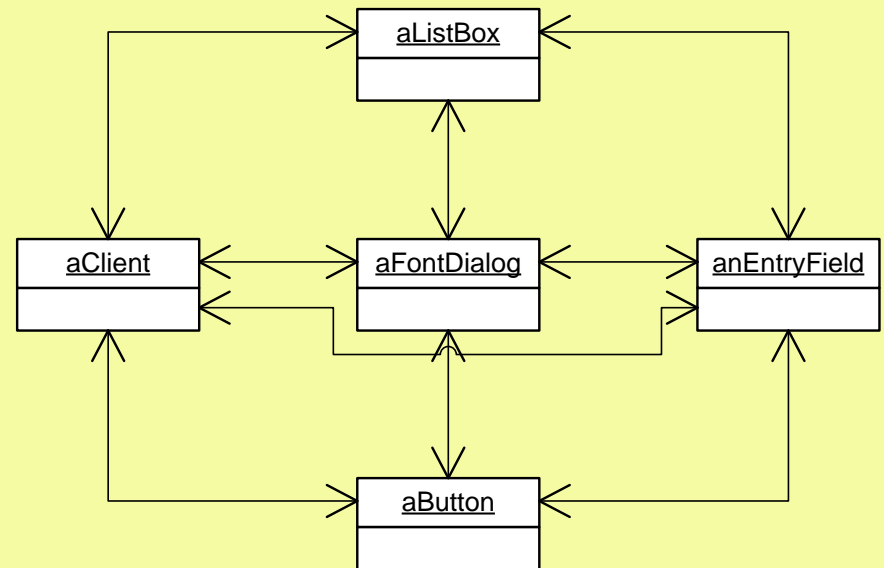 aListBox
aClient
aFontDialog
anEntryField
aButton